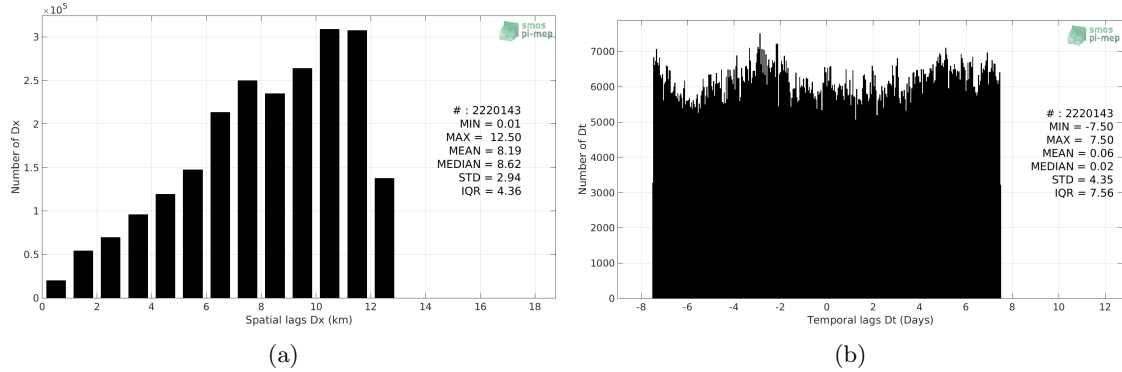 ×10⁵
3
2.5
2
1.5
1
0.5
0
0 2 4 6 8 10 12 14 16 18
Number of Dx
Spatial lags Dx (km)
smos
pi-mep
# : 2220143
MIN = 0.01
MAX = 12.50
MEAN = 8.19
MEDIAN = 8.62
STD = 2.94
IQR = 4.36
(a)
7000
6000
5000
4000
3000
2000
1000
0
-8 -6 -4 -2 0 2 4 6 8 10 12
Number of Dt
Temporal lags Dt (Days)
smos
pi-mep
# : 2220143
MIN = -7.50
MAX = 7.50
MEAN = 0.06
MEDIAN = 0.02
STD = 4.35
IQR = 7.56
(b)